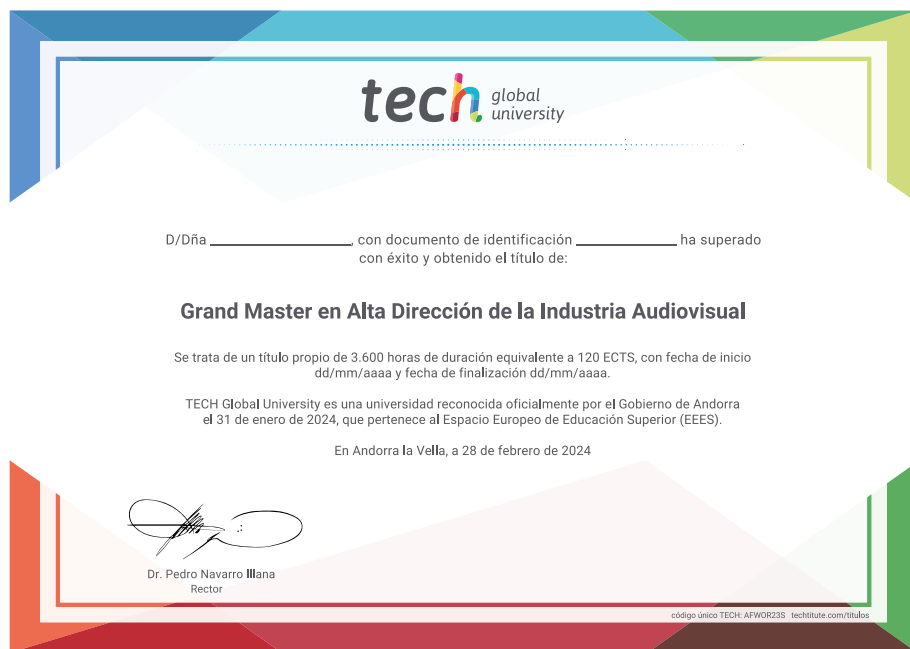 tech global university
D/Dña ____________________, con documento de identificación ______________ ha superado
con éxito y obtenido el título de:
Grand Master en Alta Dirección de la Industria Audiovisual
Se trata de un título propio de 3.600 horas de duración equivalente a 120 ECTS, con fecha de inicio
dd/mm/aaaa y fecha de finalización dd/mm/aaaa.
TECH Global University es una universidad reconocida oficialmente por el Gobierno de Andorra
el 31 de enero de 2024, que pertenece al Espacio Europeo de Educación Superior (EEES).
En Andorra la Vella, a 28 de febrero de 2024
Dr. Pedro Navarro Illana
Rector
código único TECH: AFWOR23S techtitute.com/titulos